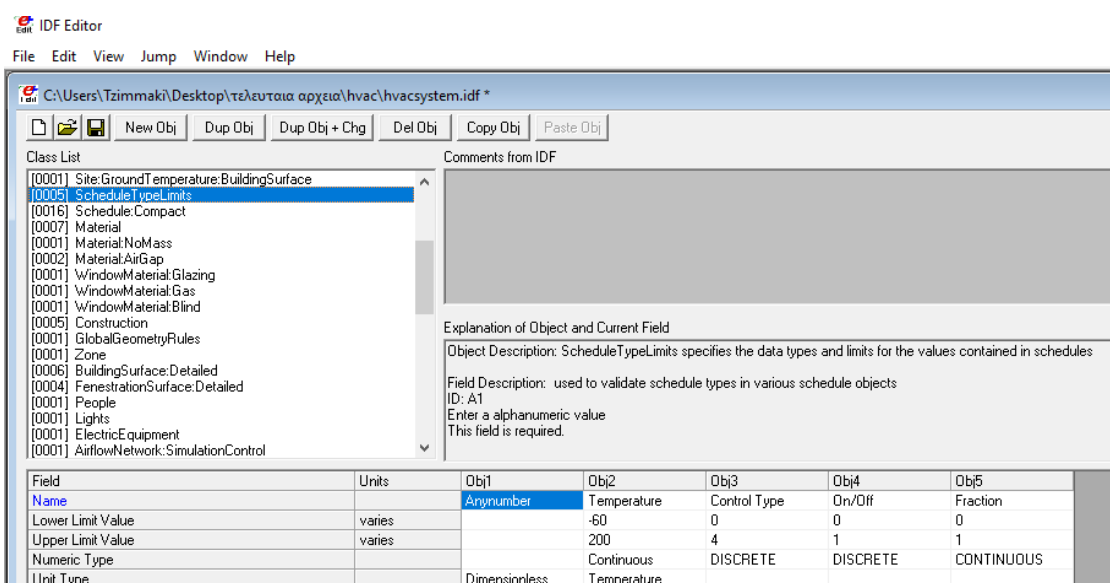 IDF Editor
File Edit View Jump Window Help
C:\Users\Tzimmaki\Desktop\τελευταια αρχεια\hvac\hvacsystem.idf *
New Obj Dup Obj Dup Obj + Chg Del Obj Copy Obj Paste Obj
Class List
[0001] Site:GroundTemperature:BuildingSurface
[0005] ScheduleTypeLimits
[0016] Schedule:Compact
[0007] Material
[0001] Material:NoMass
[0002] Material:AirGap
[0001] WindowMaterial:Glazing
[0001] WindowMaterial:Gas
[0001] WindowMaterial:Blind
[0005] Construction
[0001] GlobalGeometryRules
[0001] Zone
[0006] BuildingSurface:Detailed
[0004] FenestrationSurface:Detailed
[0001] People
[0001] Lights
[0001] ElectricEquipment
[0001] AirflowNetwork:SimulationControl
Comments from IDF
Explanation of Object and Current Field
Object Description: ScheduleTypeLimits specifies the data types and limits for the values contained in schedules
Field Description: used to validate schedule types in various schedule objects
ID: A1
Enter a alphanumeric value
This field is required.
Field Units Obj1 Obj2 Obj3 Obj4 Obj5
Name Anynumber Temperature Control Type On/Off Fraction
Lower Limit Value varies -60 0 0 0
Upper Limit Value varies 200 4 1 1
Numeric Type Continuous DISCRETE DISCRETE CONTINUOUS
Unit Type Dimensionless Temperature